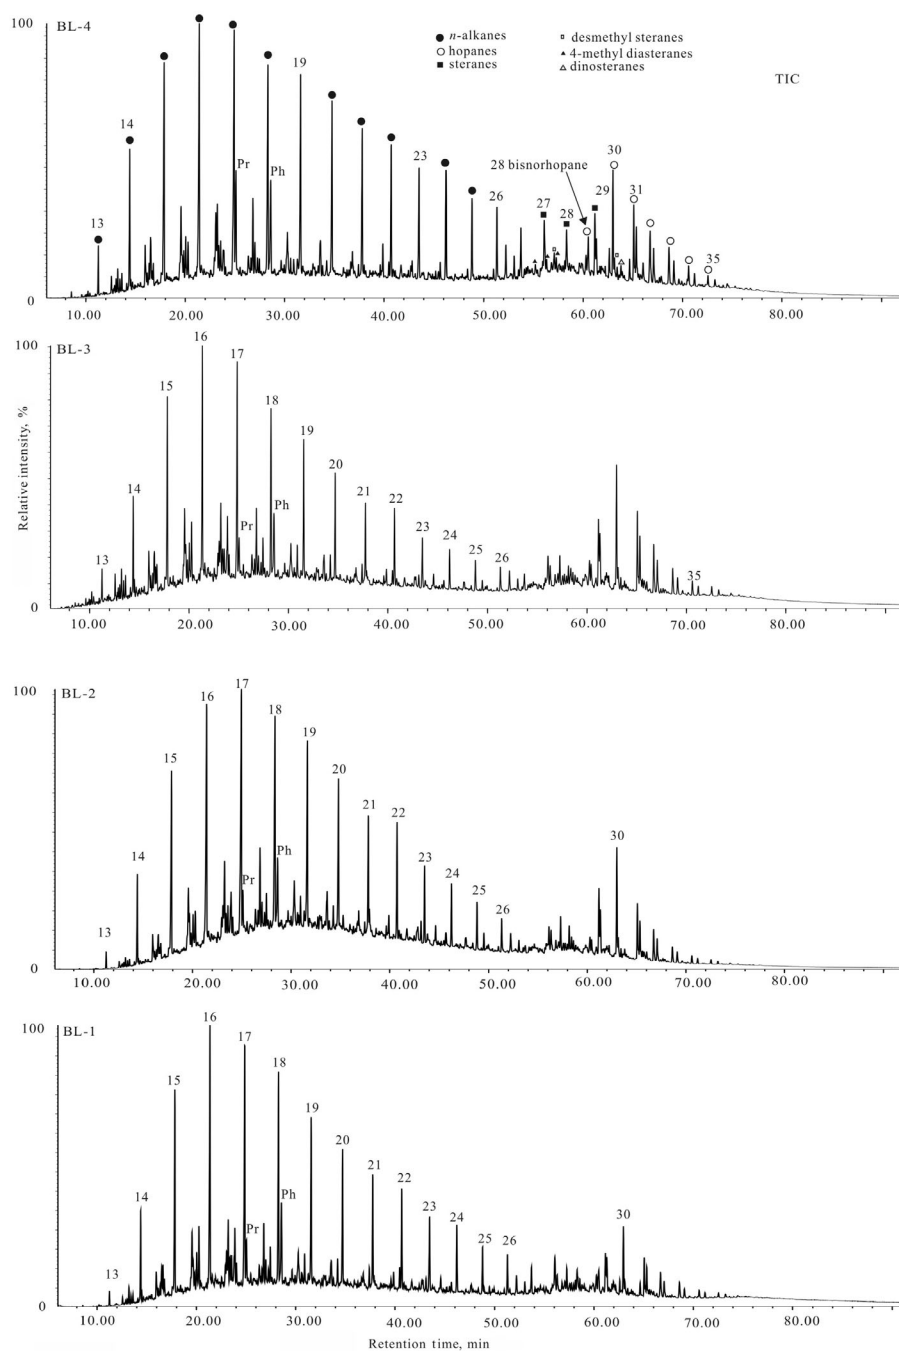 100
BL-4
n-alkanes
hopanes
steranes
desmethyl steranes
4-methyl diasteranes
dinosteranes
TIC
13
14
Pr
Ph
19
23
26
27
28
28 bisnorhopane
29
30
31
35
0
10.00 20.00 30.00 40.00 50.00 60.00 70.00
100
BL-3
13
14
15
16
17
Pr
18
Ph
19
20
21
22
23
24
25
26
35
Relative intensity, %
0
10.00 20.00 30.00 40.00 50.00 60.00 70.00
100
BL-2
13
14
15
16
17
Pr
18
Ph
19
20
21
22
23
24
25
26
30
0
10.00 20.00 30.00 40.00 50.00 60.00 70.00
100
BL-1
13
14
15
16
17
Pr
18
Ph
19
20
21
22
23
24
25
26
30
0
10.00 20.00 30.00 40.00 50.00 60.00 70.00
Retention time, min